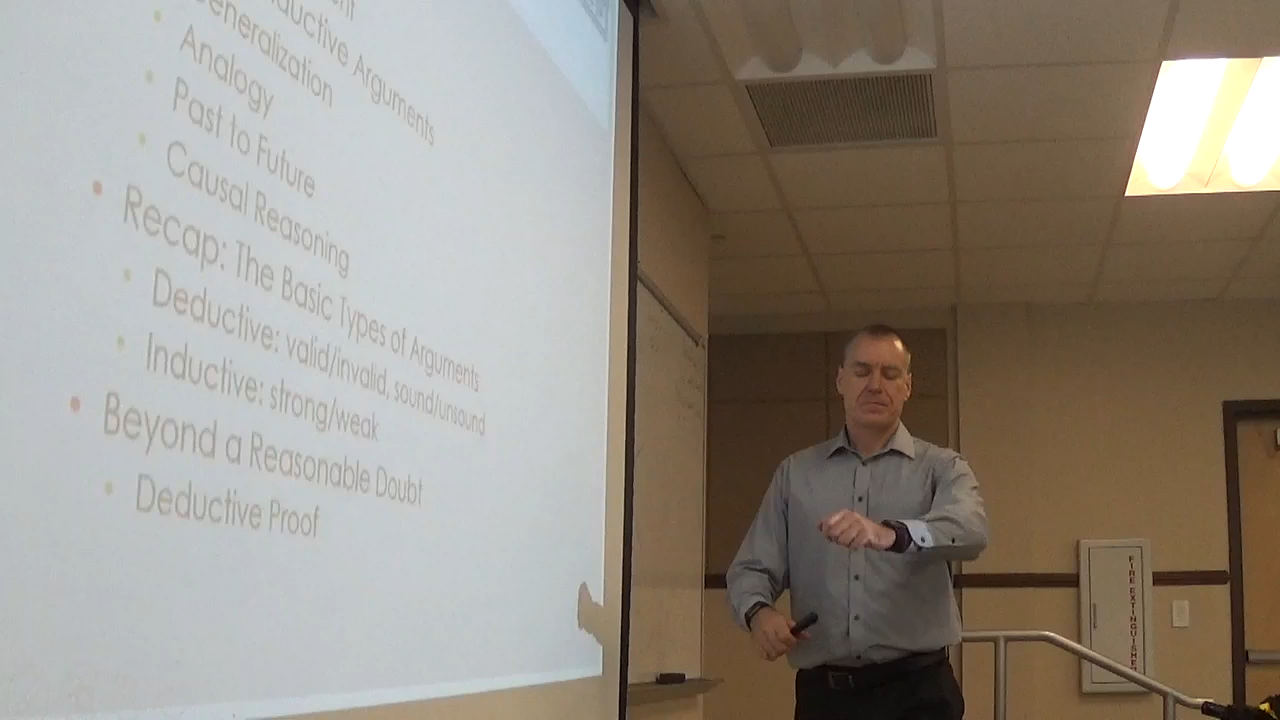 Inductive Arguments
Generalization
Analogy
Past to Future
Causal Reasoning
Recap: The Basic Types of Arguments
Deductive: valid/invalid, sound/unsound
Inductive: strong/weak
Beyond a Reasonable Doubt
Deductive Proof
FIRE EXTINGUISHER